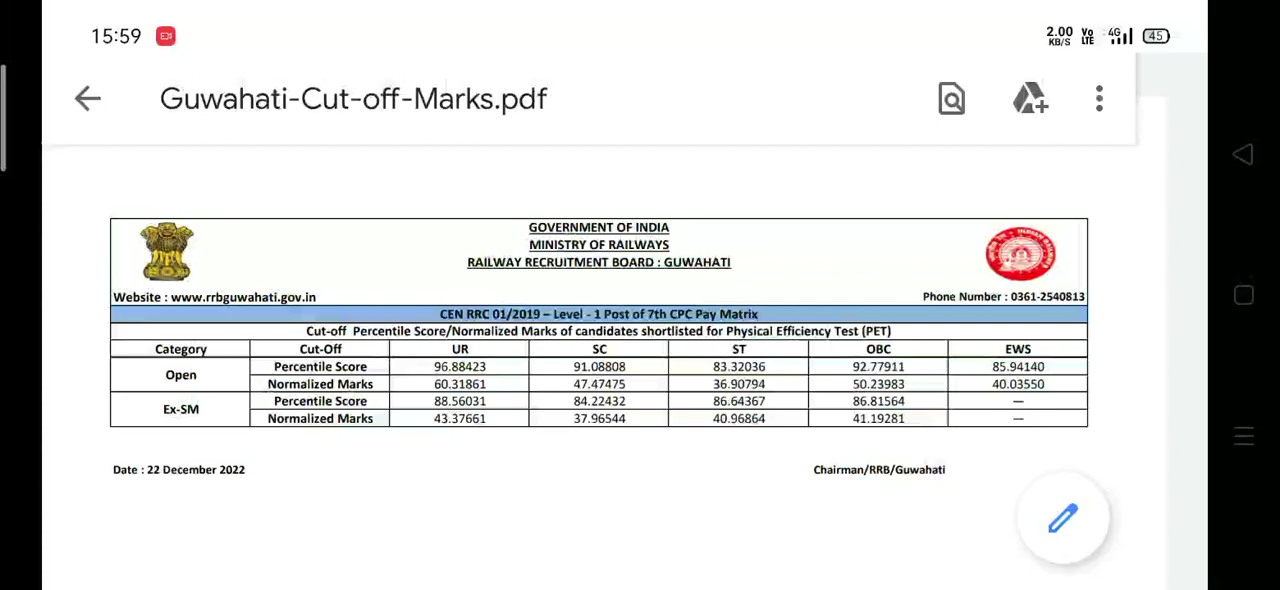 15:59
2.00 KB/S Vo LTE 4G 45
Guwahati-Cut-off-Marks.pdf
GOVERNMENT OF INDIA
MINISTRY OF RAILWAYS
RAILWAY RECRUITMENT BOARD : GUWAHATI
Website : www.rrbguwahati.gov.in Phone Number : 0361-2540813
CEN RRC 01/2019 – Level - 1 Post of 7th CPC Pay Matrix
Cut-off Percentile Score/Normalized Marks of candidates shortlisted for Physical Efficiency Test (PET)
Category Cut-Off UR SC ST OBC EWS
Open Percentile Score 96.88423 91.08808 83.32036 92.77911 85.94140
Normalized Marks 60.31861 47.47475 36.90794 50.23983 40.03550
Ex-SM Percentile Score 88.56031 84.22432 86.64367 86.81564 —
Normalized Marks 43.37661 37.96544 40.96864 41.19281 —
Date : 22 December 2022 Chairman/RRB/Guwahati